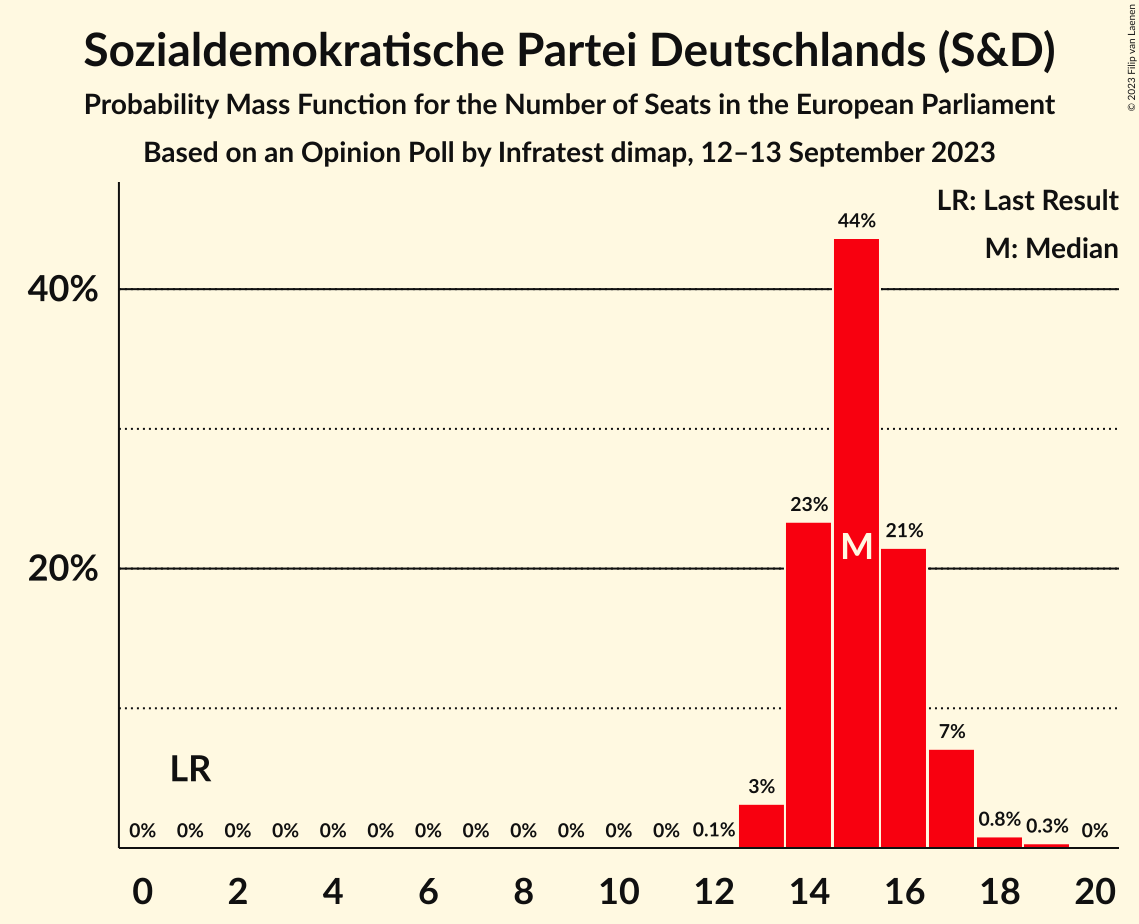 Sozialdemokratische Partei Deutschlands (S&D)
Probability Mass Function for the Number of Seats in the European Parliament
Based on an Opinion Poll by Infratest dimap, 12–13 September 2023
© 2023 Filip van Laenen
LR: Last Result
M: Median
44%
40%
23%
21%
M
20%
7%
LR
3%
0% 0% 0% 0% 0% 0% 0% 0% 0% 0% 0% 0% 0.1% 0.8% 0.3% 0%
0 2 4 6 8 10 12 14 16 18 20